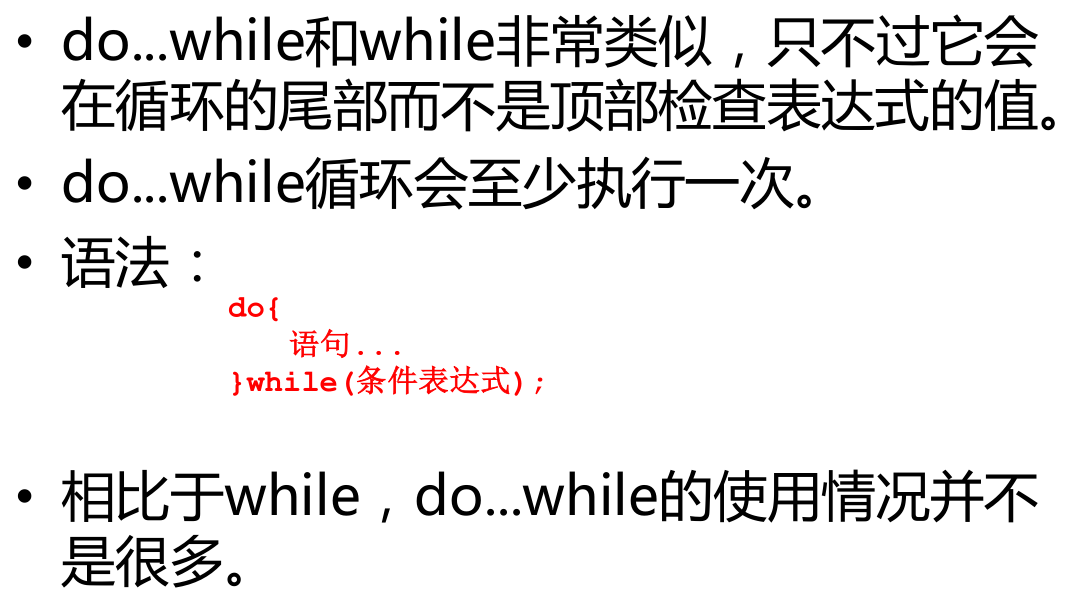 • do...while和while非常类似，只不过它会
在循环的尾部而不是顶部检查表达式的值。
• do...while循环会至少执行一次。
• 语法：
do{
语句...
}while(条件表达式);
• 相比于while，do...while的使用情况并不
是很多。